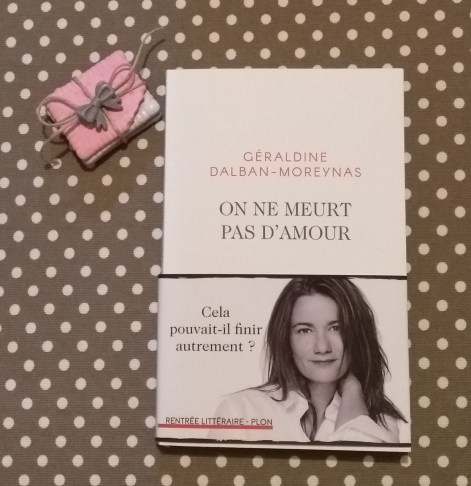 GÉRALDINE
DALBAN-MOREYNAS
ON NE MEURT
PAS D'AMOUR
Cela
pouvait-il finir
autrement ?
RENTRÉE LITTÉRAIRE - PLON